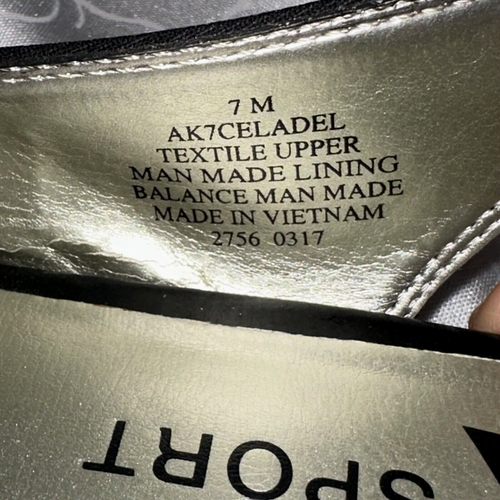 7 M
AK7CELADEL
TEXTILE UPPER
MAN MADE LINING
BALANCE MAN MADE
MADE IN VIETNAM
2756 0317
SPORT